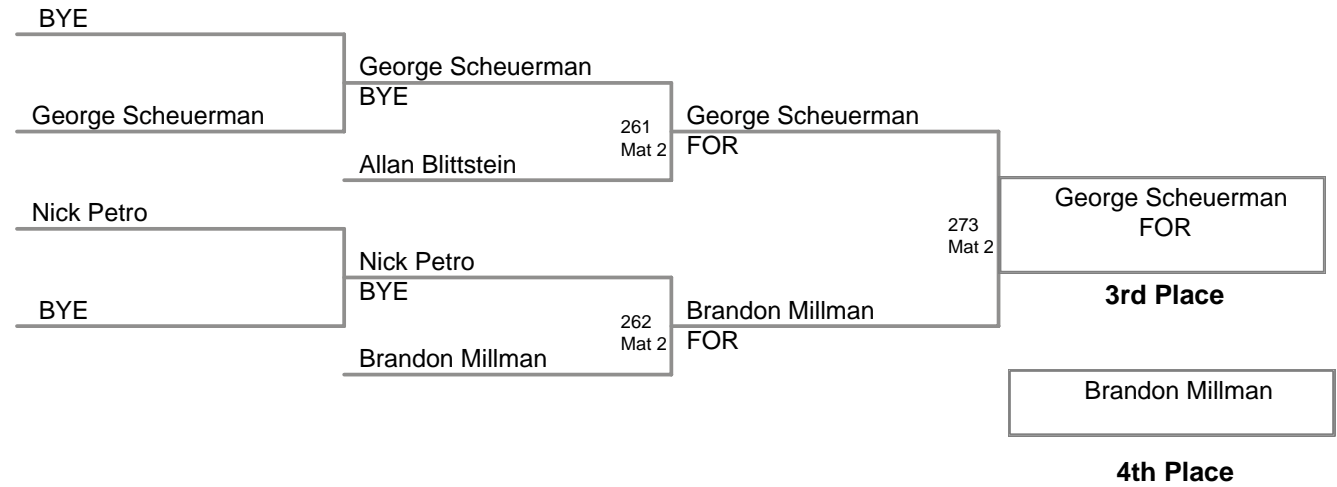 BYE
George Scheuerman
BYE
George Scheuerman
George Scheuerman
261
Mat 2
FOR
Allan Blittstein
George Scheuerman
FOR
3rd Place
Nick Petro
273
Mat 2
Nick Petro
BYE
BYE
Brandon Millman
262
Mat 2
FOR
Brandon Millman
Brandon Millman
4th Place